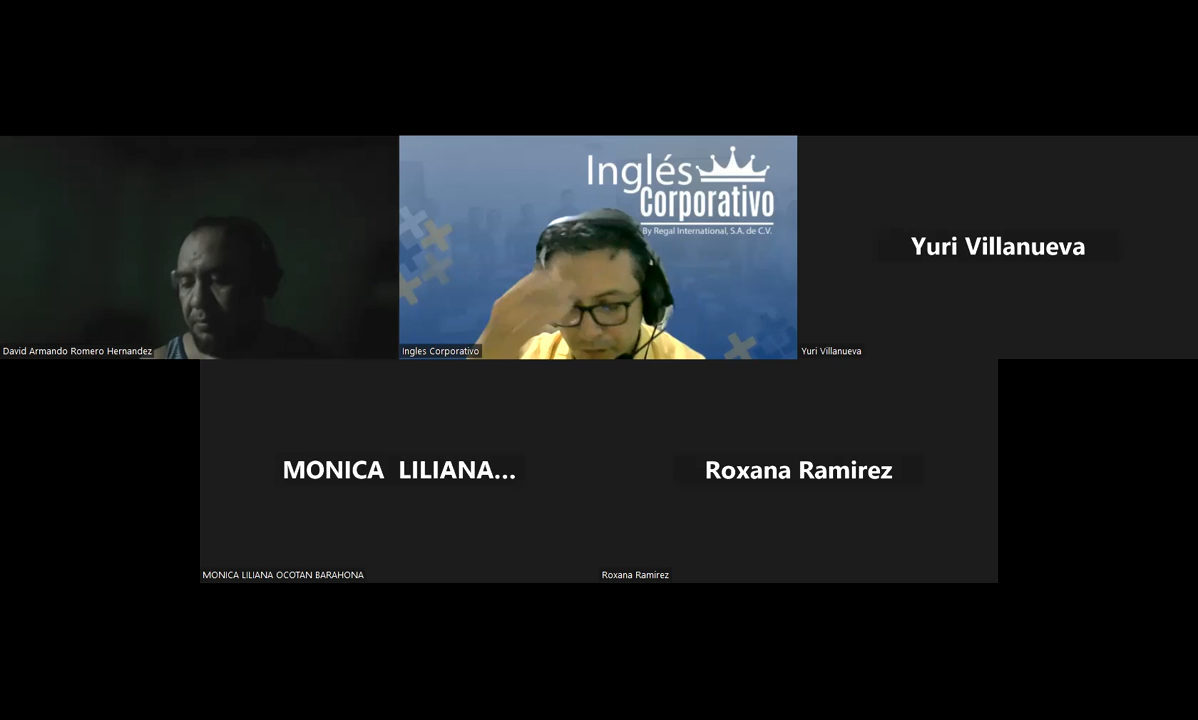 Inglés
Corporativo
By Regal International, S.A. de C.V.
Yuri Villanueva
David Armando Romero Hernandez
Ingles Corporativo
Yuri Villanueva
MONICA LILIANA...
Roxana Ramirez
MONICA LILIANA OCOTAN BARAHONA
Roxana Ramirez